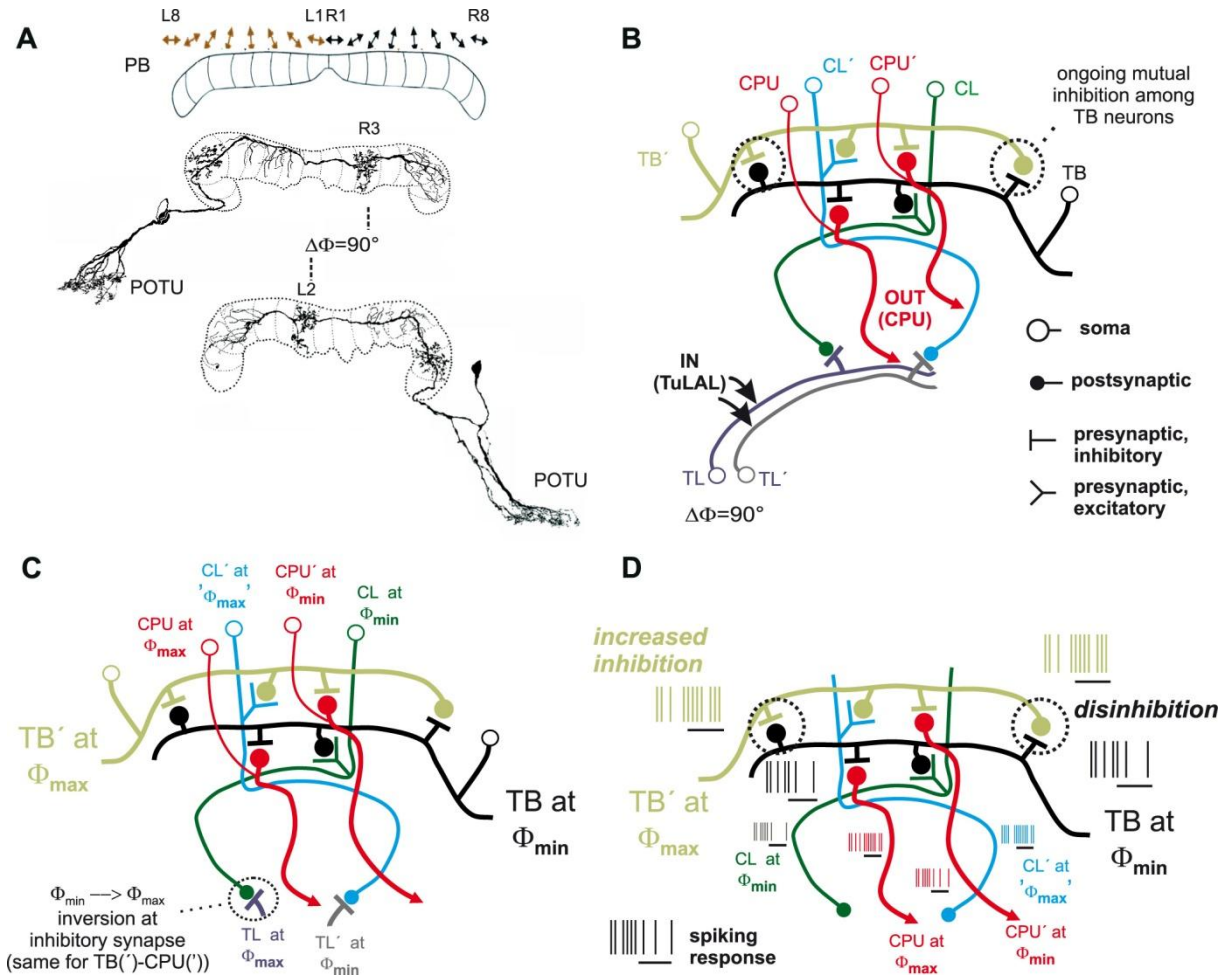 A
L8
L1R1
R8
PB
R3
ΔΦ=90°
POTU
L2
POTU
B
CL´
CPU´
CPU
CL
ongoing mutual
inhibition among
TB neurons
TB´
TB
OUT
(CPU)
IN
(TuLAL)
TL
TL´
ΔΦ=90°
soma
postsynaptic
presynaptic,
inhibitory
presynaptic,
excitatory
C
CL´ at
'Φmax'
CPU´ at
Φmin
CPU at
Φmax
CL at
Φmin
TB´ at
Φmax
TB at
Φmin
Φmin —–> Φmax
inversion at
inhibitory synapse
(same for TB(´)-CPU('))
TL at
Φmax
TL´ at
Φmin
D
increased
inhibition
disinhibition
TB´ at
Φmax
TB at
Φmin
CL at
Φmin
CL´ at
'Φmax'
CPU at
Φmax
CPU´ at
Φmin
spiking
response